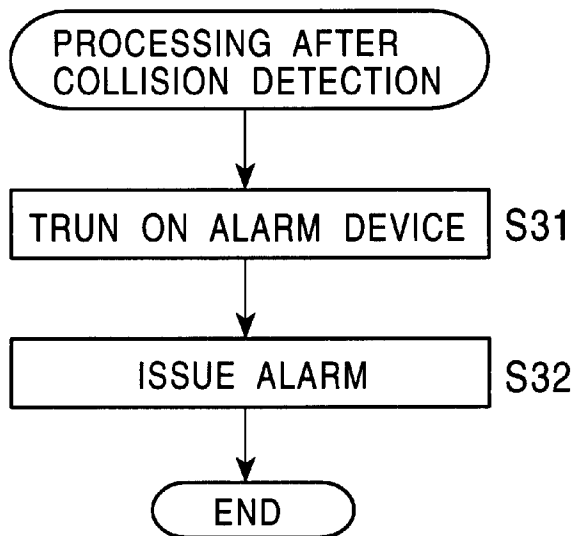 PROCESSING AFTER
COLLISION DETECTION
TRUN ON ALARM DEVICE S31
ISSUE ALARM S32
END